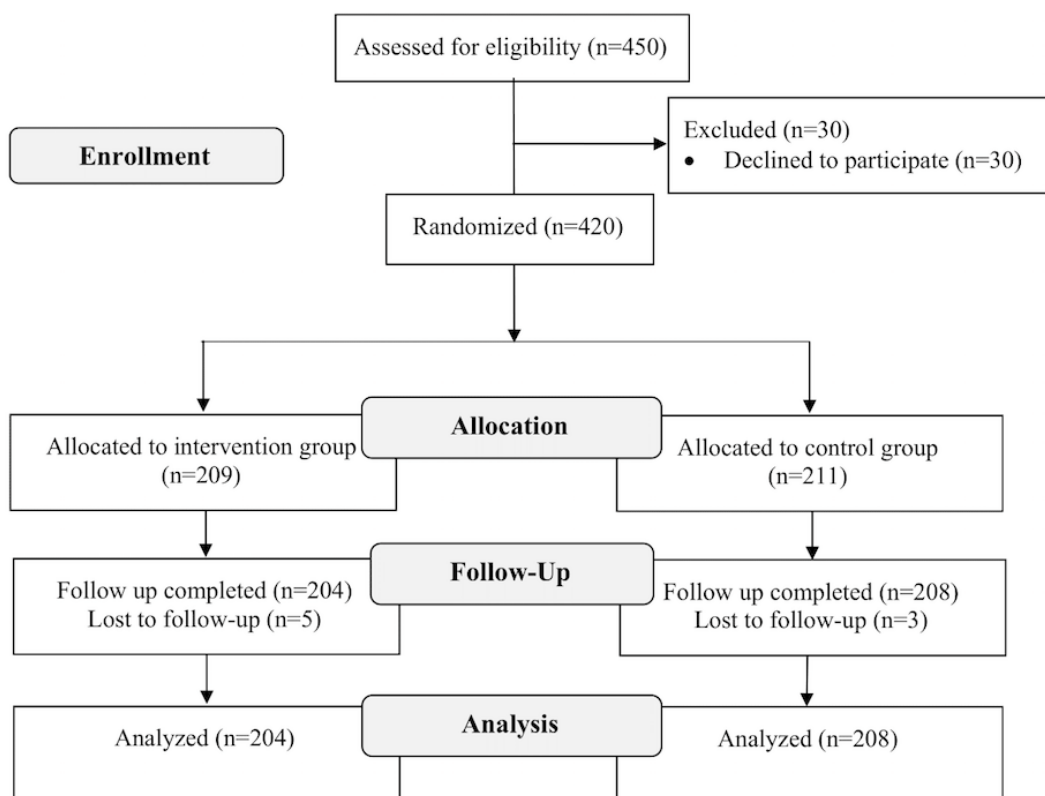 Assessed for eligibility (n=450)
Enrollment
Excluded (n=30)
• Declined to participate (n=30)
Randomized (n=420)
Allocation
Allocated to intervention group
(n=209)
Allocated to control group
(n=211)
Follow-Up
Follow up completed (n=204)
Lost to follow-up (n=5)
Follow up completed (n=208)
Lost to follow-up (n=3)
Analysis
Analyzed (n=204)
Analyzed (n=208)